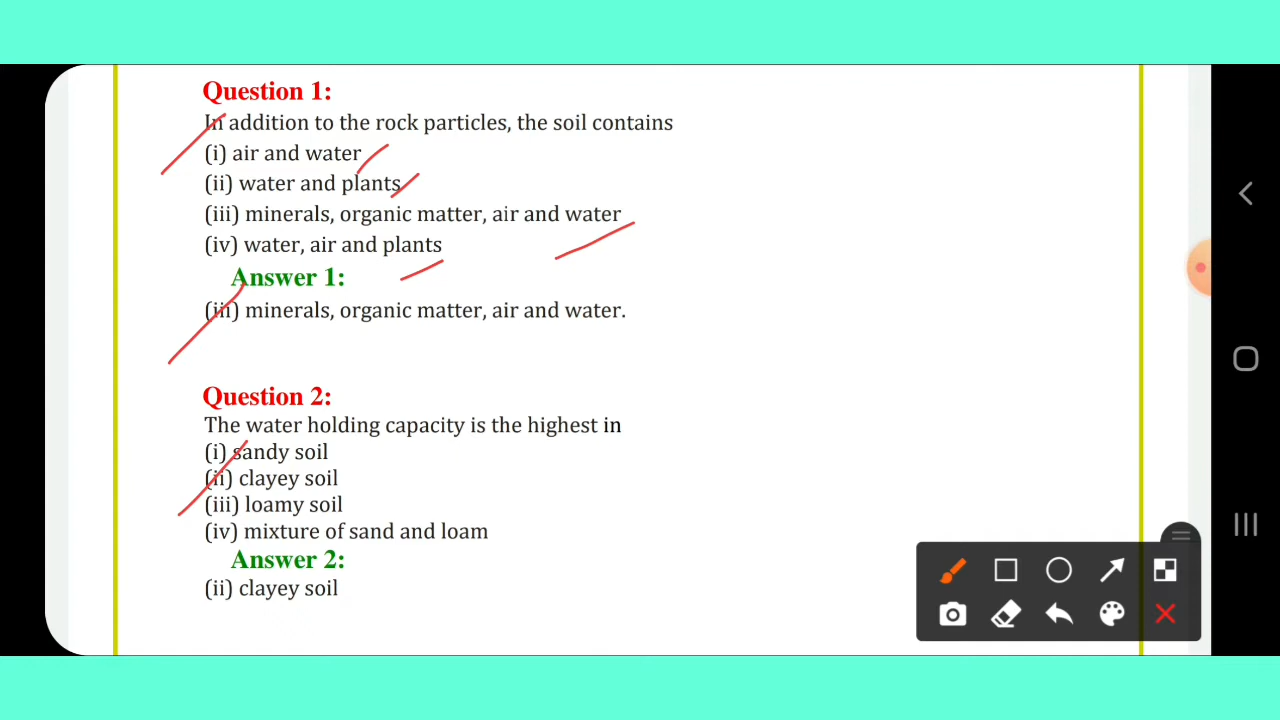 Question 1:
In addition to the rock particles, the soil contains
(i) air and water
(ii) water and plants
(iii) minerals, organic matter, air and water
(iv) water, air and plants
Answer 1:
(iii) minerals, organic matter, air and water.
Question 2:
The water holding capacity is the highest in
(i) sandy soil
(ii) clayey soil
(iii) loamy soil
(iv) mixture of sand and loam
Answer 2:
(ii) clayey soil